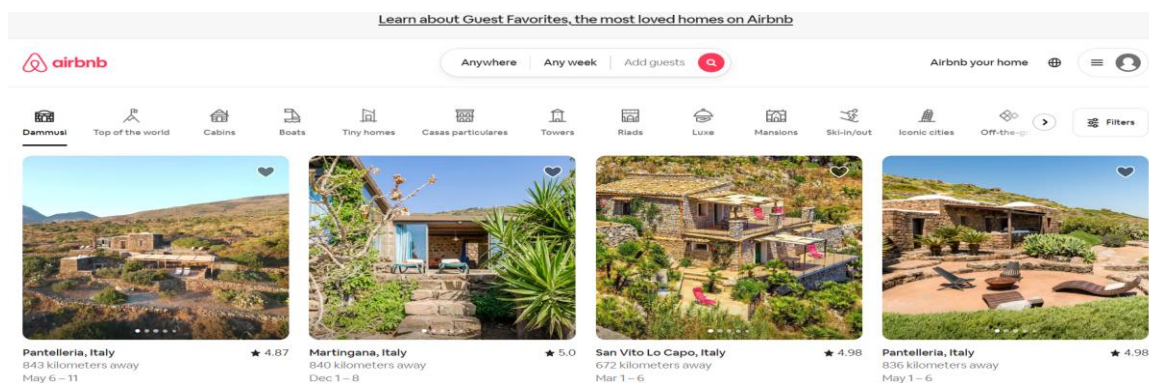 Learn about Guest Favorites, the most loved homes on Airbnb
airbnb
Anywhere Any week Add guests
Airbnb your home
Dammusi Top of the world Cabins Boats Tiny homes Casas particulares Towers Riads Luxe Mansions Ski-in/out Iconic cities Off-the-g
Filters
Pantelleria, Italy ★ 4.87
843 kilometers away
May 6 – 11
Martingana, Italy ★ 5.0
840 kilometers away
Dec 1 – 8
San Vito Lo Capo, Italy ★ 4.98
672 kilometers away
Mar 1 – 6
Pantelleria, Italy ★ 4.98
836 kilometers away
May 1 – 6